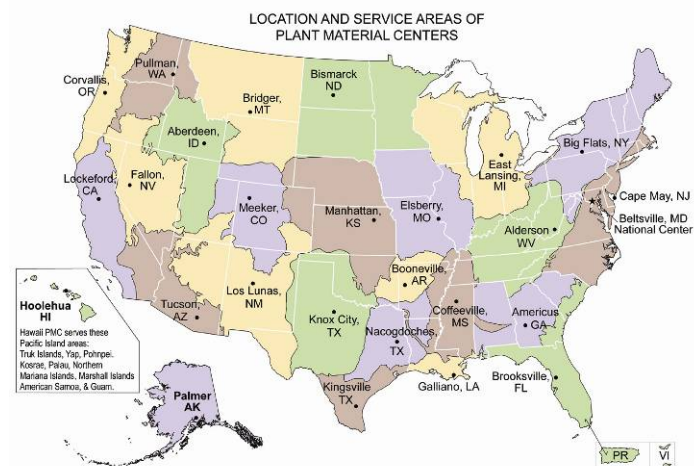 LOCATION AND SERVICE AREAS OF
PLANT MATERIAL CENTERS
Pullman,
WA
Corvallis,
OR
Bridger,
MT
Bismarck
ND
Aberdeen,
ID
Big Flats, NY
East
Lansing,
MI
Lockeford,
CA
Fallon,
NV
Meeker,
CO
Manhattan,
KS
Elsberry,
MO
Cape May, NJ
Beltsville, MD
National Center
Alderson
WV
Booneville,
AR
Los Lunas,
NM
Tucson,
AZ
Knox City,
TX
Nacogdoches,
TX
Coffeeville,
MS
Americus
GA
Hoolehua
HI
Hawaii PMC serves these
Pacific Island areas:
Truk Islands, Yap, Pohnpei.
Kosrae, Palau, Northern
Mariana Islands, Marshall Islands
American Samoa, & Guam.
Kingsville
TX
Galliano, LA
Brooksville,
FL
Palmer
AK
PR
VI